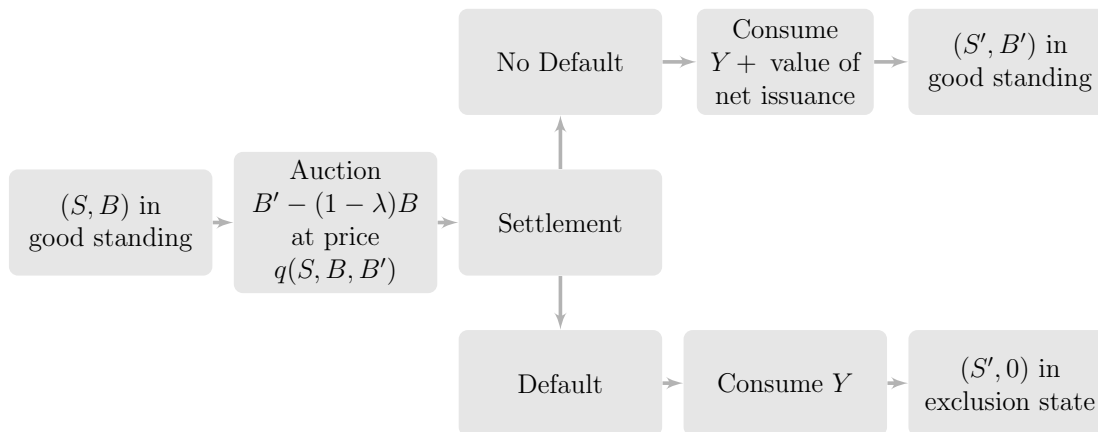 No Default
Consume
Y + value of
net issuance
(S′, B′) in
good standing
(S, B) in
good standing
Auction
B′ − (1 − λ)B
at price
q(S, B, B′)
Settlement
Default
Consume Y
(S′, 0) in
exclusion state